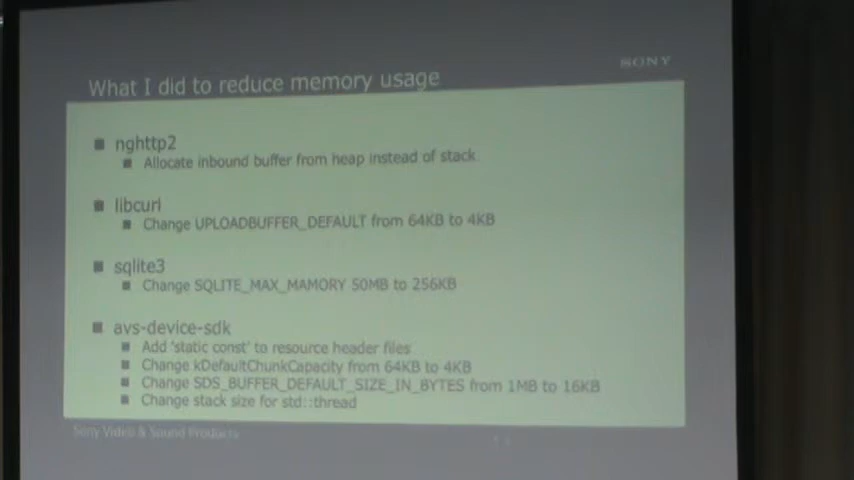 What I did to reduce memory usage
SONY
nghttp2
Allocate inbound buffer from heap instead of stack
libcurl
Change UPLOADBUFFER_DEFAULT from 64KB to 4KB
sqlite3
Change SQLITE_MAX_MAMORY 50MB to 256KB
avs-device-sdk
Add 'static const' to resource header files
Change kDefaultChunkCapacity from 64KB to 4KB
Change SDS_BUFFER_DEFAULT_SIZE_IN_BYTES from 1MB to 16KB
Change stack size for std::thread
Sony Video & Sound Products